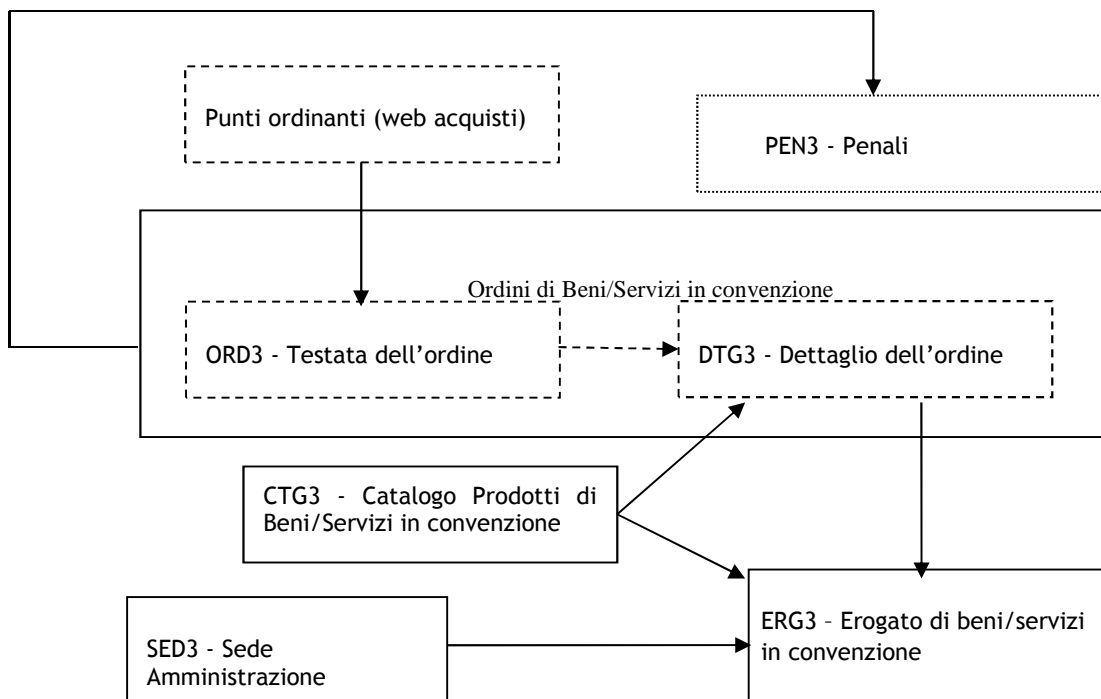 Punti ordinanti (web acquisti)
PEN3 - Penali
Ordini di Beni/Servizi in convenzione
ORD3 - Testata dell’ordine
DTG3 - Dettaglio dell’ordine
CTG3 - Catalogo Prodotti di
Beni/Servizi in convenzione
ERG3 – Erogato di beni/servizi
in convenzione
SED3 - Sede
Amministrazione